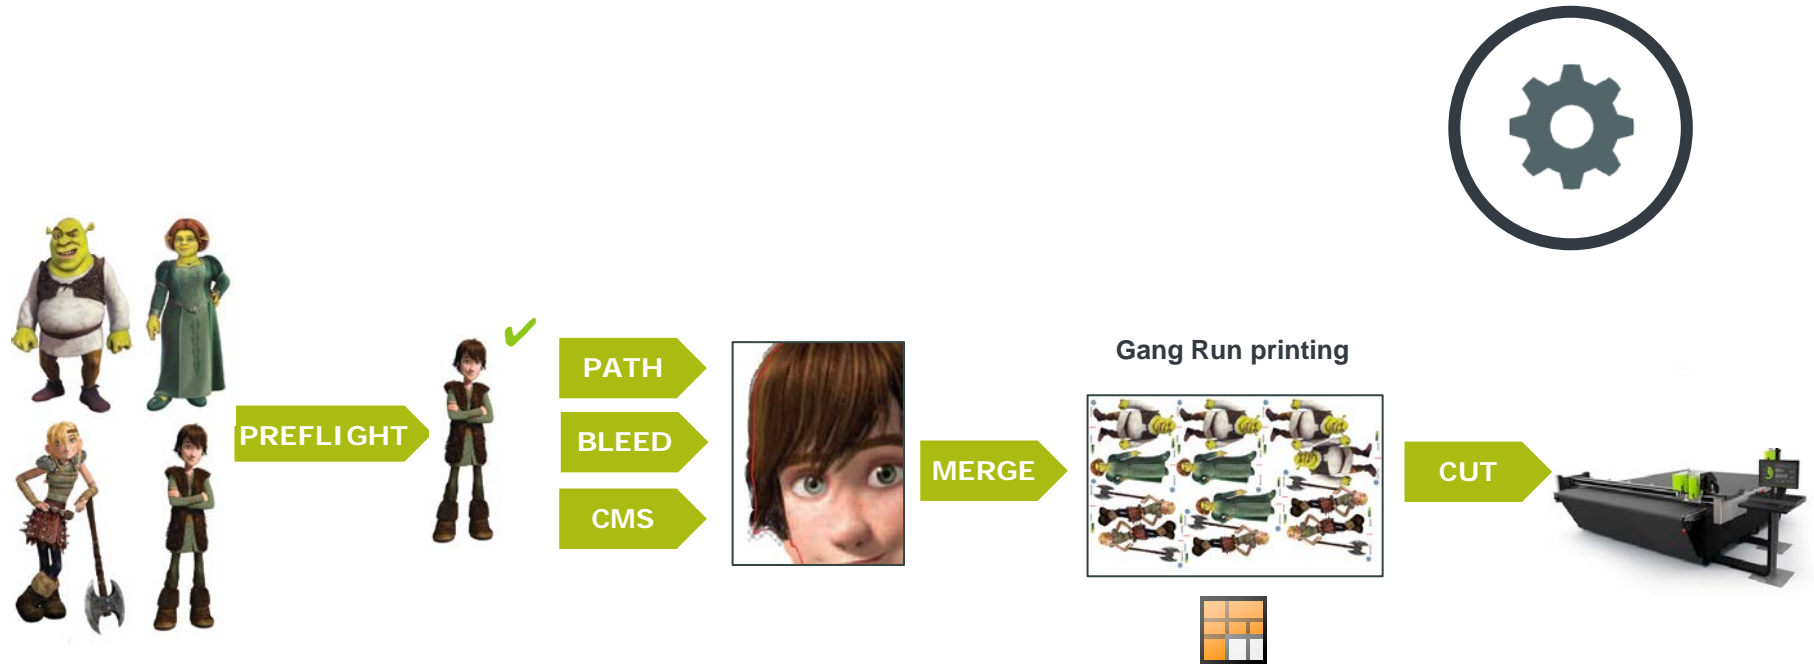 PREFLIGHT
PATH
BLEED
CMS
MERGE
Gang Run printing
CUT